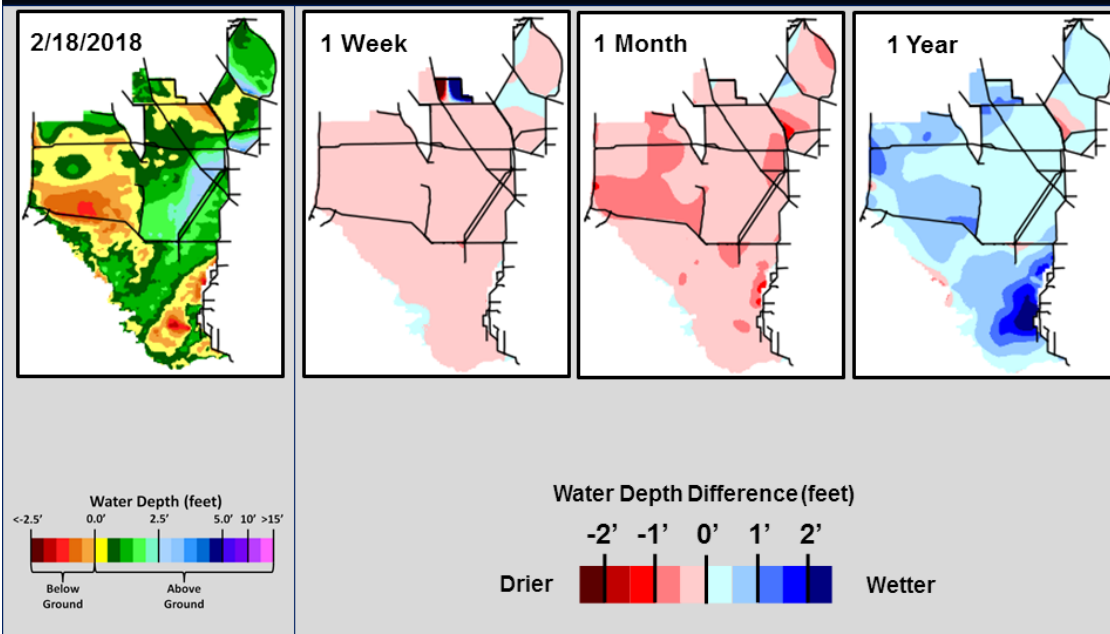 2/18/2018
1 Week
1 Month
1 Year
Water Depth (feet)
<-2.5' 0.0' 2.5' 5.0' 10' >15'
Below
Ground
Above
Ground
Water Depth Difference (feet)
-2' -1' 0' 1' 2'
Drier
Wetter